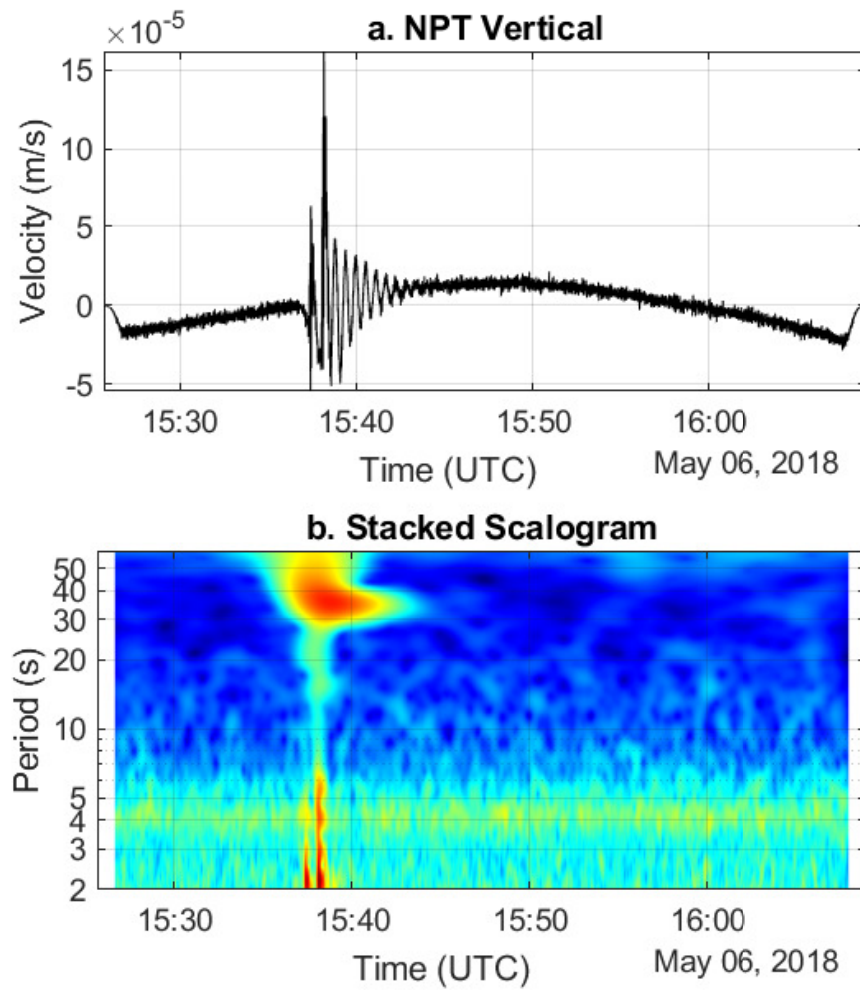 ×10⁻⁵
a. NPT Vertical
Velocity (m/s)
15
10
5
0
-5
15:30 15:40 15:50 16:00
Time (UTC)
May 06, 2018
b. Stacked Scalogram
Period (s)
50
40
30
20
10
5
4
3
2
15:30 15:40 15:50 16:00
Time (UTC)
May 06, 2018